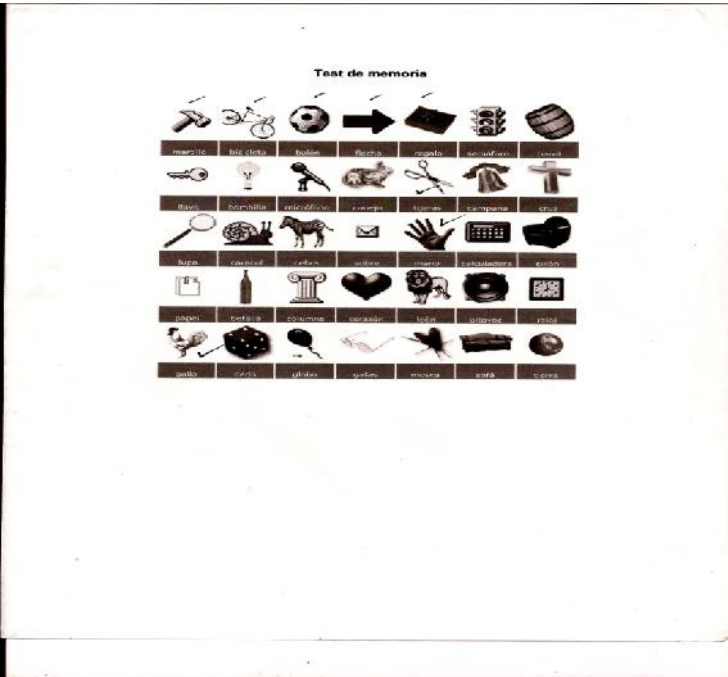 Test de memoria
martillo bicicleta balón flecha regalo semáforo barril
llave bombilla micrófono conejo tijeras campana cruz
lupa caracol cebra sobre mano calculadora sillón
papel botella columna corazón león altavoz reloj
gallo dado globo gafas mosca sofá tierra